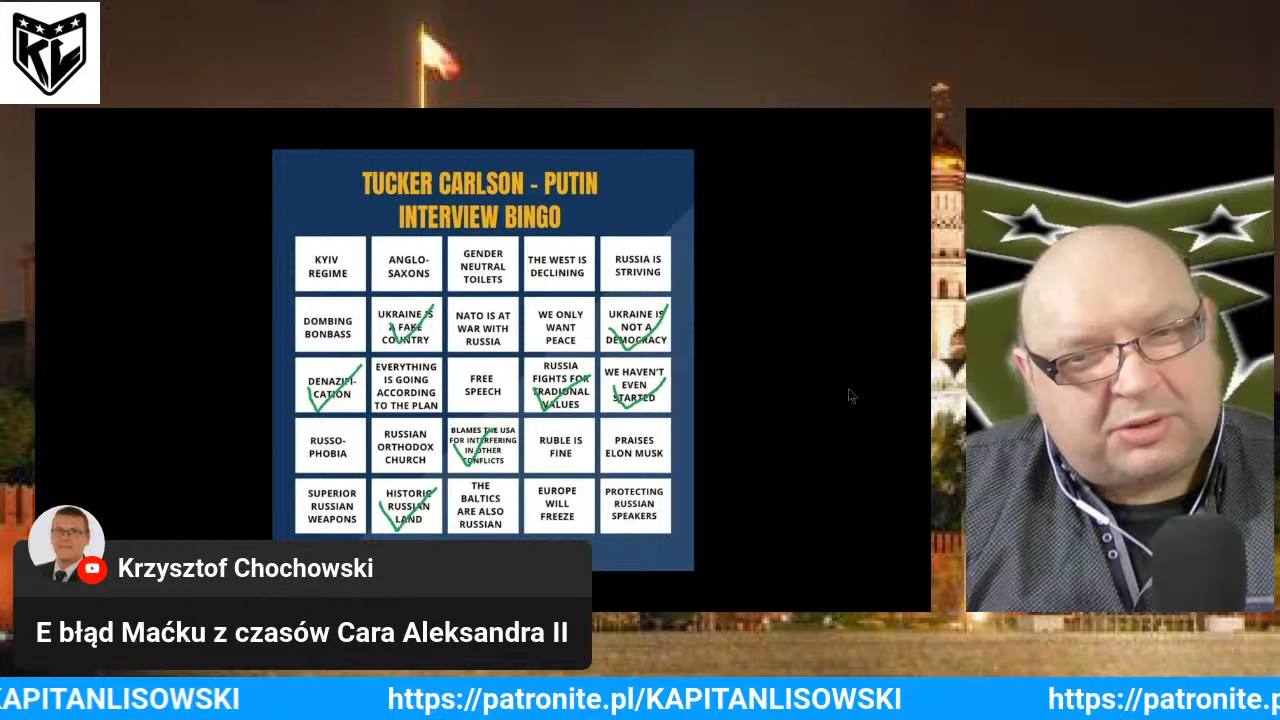 KL
TUCKER CARLSON - PUTIN
INTERVIEW BINGO
KYIV
REGIME
ANGLO-
SAXONS
GENDER
NEUTRAL
TOILETS
THE WEST IS
DECLINING
RUSSIA IS
STRIVING
DOMBING
BONBASS
UKRAINE IS
A FAKE
COUNTRY
NATO IS AT
WAR WITH
RUSSIA
WE ONLY
WANT
PEACE
UKRAINE IS
NOT A
DEMOCRACY
DENAZIFI-
CATION
EVERYTHING
IS GOING
ACCORDING
TO THE PLAN
FREE
SPEECH
RUSSIA
FIGHTS FOR
TRADIONAL
VALUES
WE HAVEN'T
EVEN
STARTED
RUSSO-
PHOBIA
RUSSIAN
ORTHODOX
CHURCH
BLAMES THE USA
FOR INTERFERING
IN OTHER
CONFLICTS
RUBLE IS
FINE
PRAISES
ELON MUSK
SUPERIOR
RUSSIAN
WEAPONS
HISTORIC
RUSSIAN
LAND
THE
BALTICS
ARE ALSO
RUSSIAN
EUROPE
WILL
FREEZE
PROTECTING
RUSSIAN
SPEAKERS
Krzysztof Chochowski
E błąd Maćku z czasów Cara Aleksandra II
KAPITANLISOWSKI https://patronite.pl/KAPITANLISOWSKI https://patronite.p